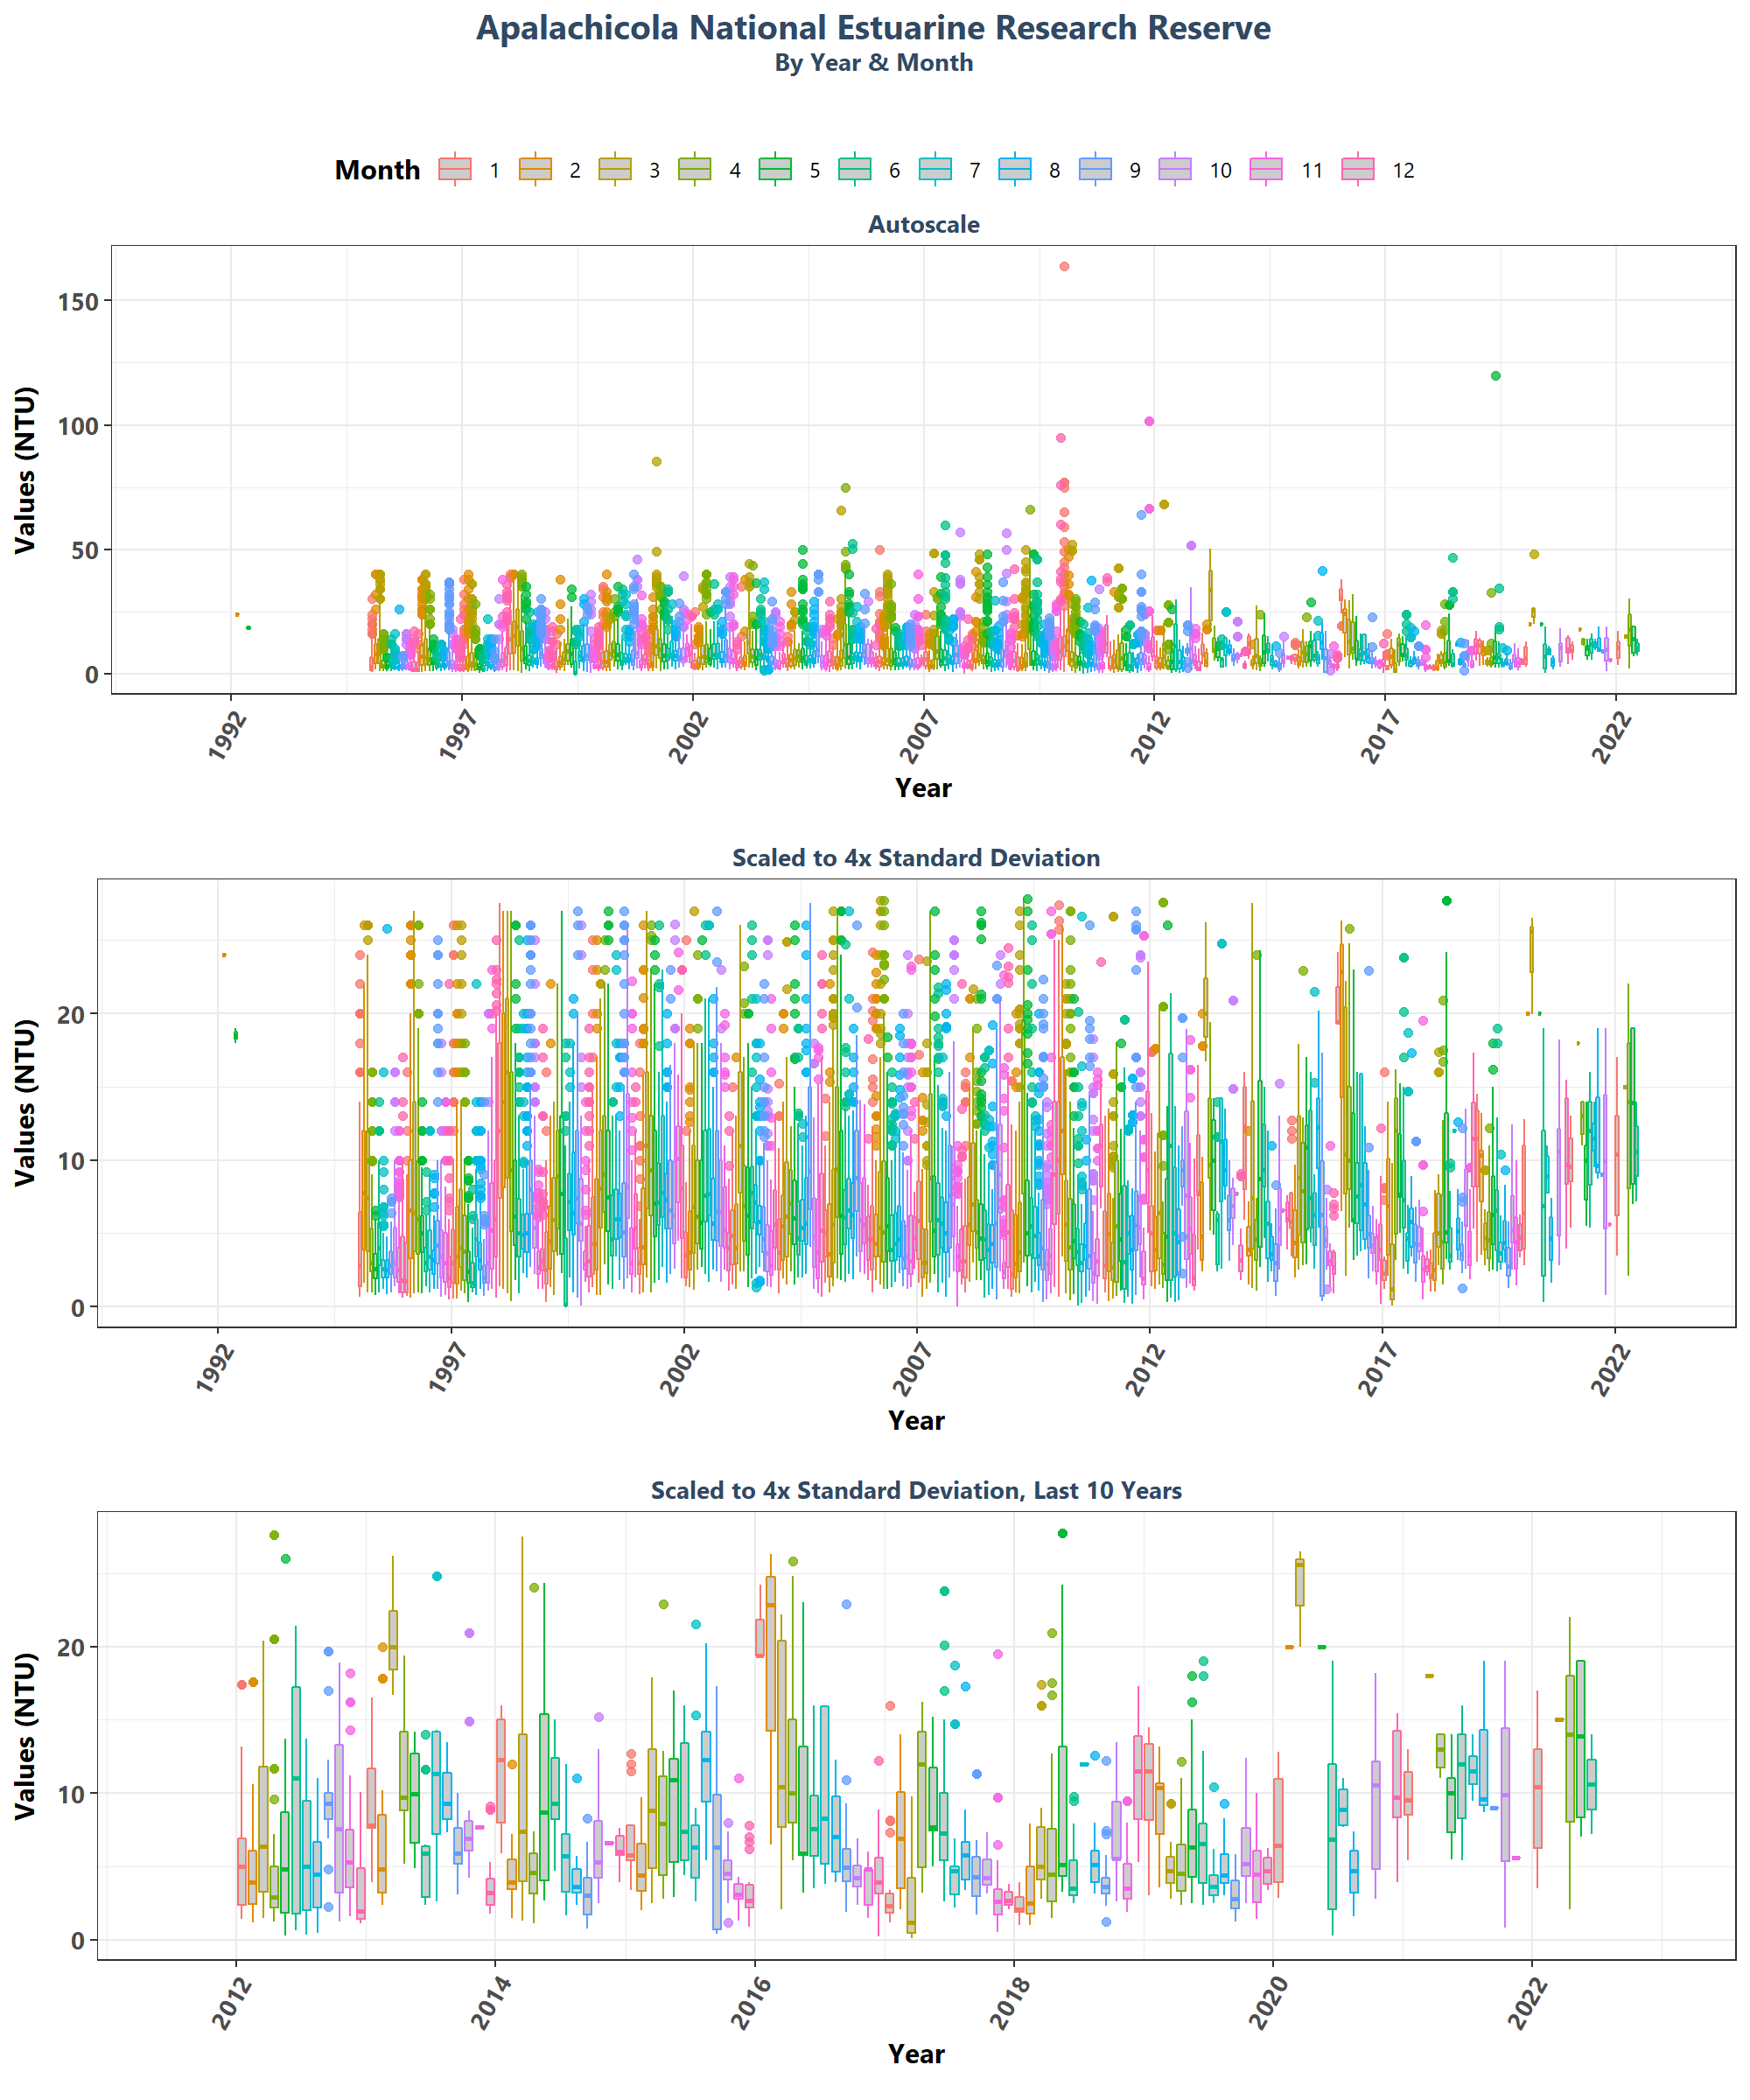 Apalachicola National Estuarine Research Reserve
By Year & Month
Month 1 2 3 4 5 6 7 8 9 10 11 12
Autoscale
Values (NTU)
150
100
50
0
1992 1997 2002 2007 2012 2017 2022
Year
Scaled to 4x Standard Deviation
Values (NTU)
20
10
0
1992 1997 2002 2007 2012 2017 2022
Year
Scaled to 4x Standard Deviation, Last 10 Years
Values (NTU)
20
10
0
2012 2014 2016 2018 2020 2022
Year